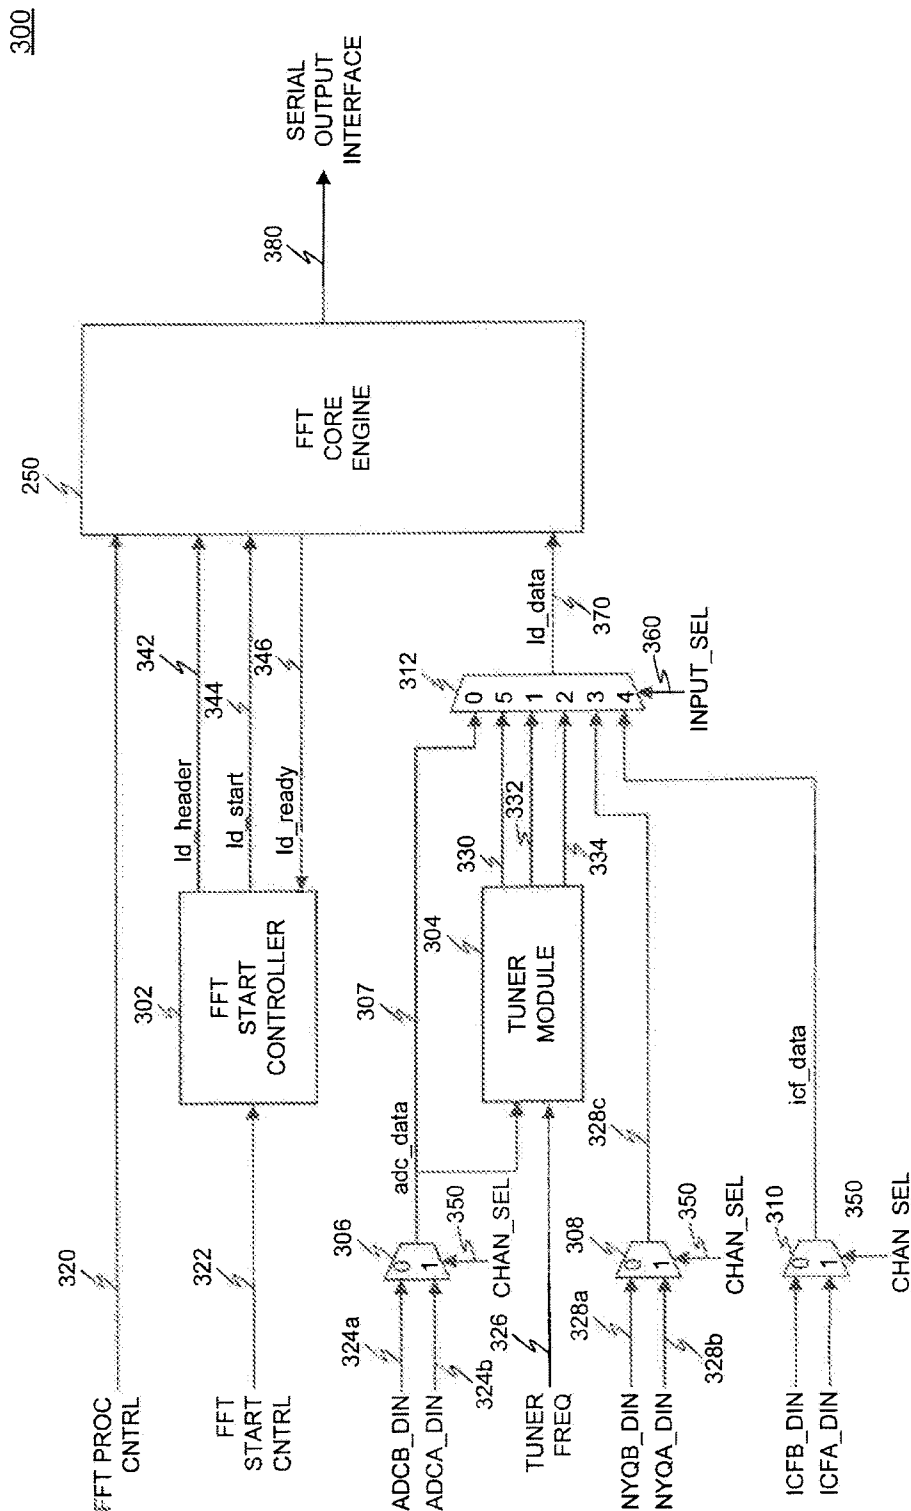 300
FFT PROC
CNTRL
320
FFT
START
CNTRL
322
302
FFT
START
CONTROLLER
ld_header
342
ld_start
344
ld_ready
346
250
FFT
CORE
ENGINE
380
SERIAL
OUTPUT
INTERFACE
ADCB_DIN
324a
ADCA_DIN
324b
306
0
1
350
CHAN_SEL
adc_data
307
TUNER
FREQ
326
304
TUNER
MODULE
330
332
334
312
0
5
1
2
3
4
360
INPUT_SEL
ld_data
370
NYQB_DIN
328a
NYQA_DIN
328b
308
0
1
350
CHAN_SEL
328c
ICFB_DIN
ICFA_DIN
310
0
1
350
CHAN_SEL
icf_data